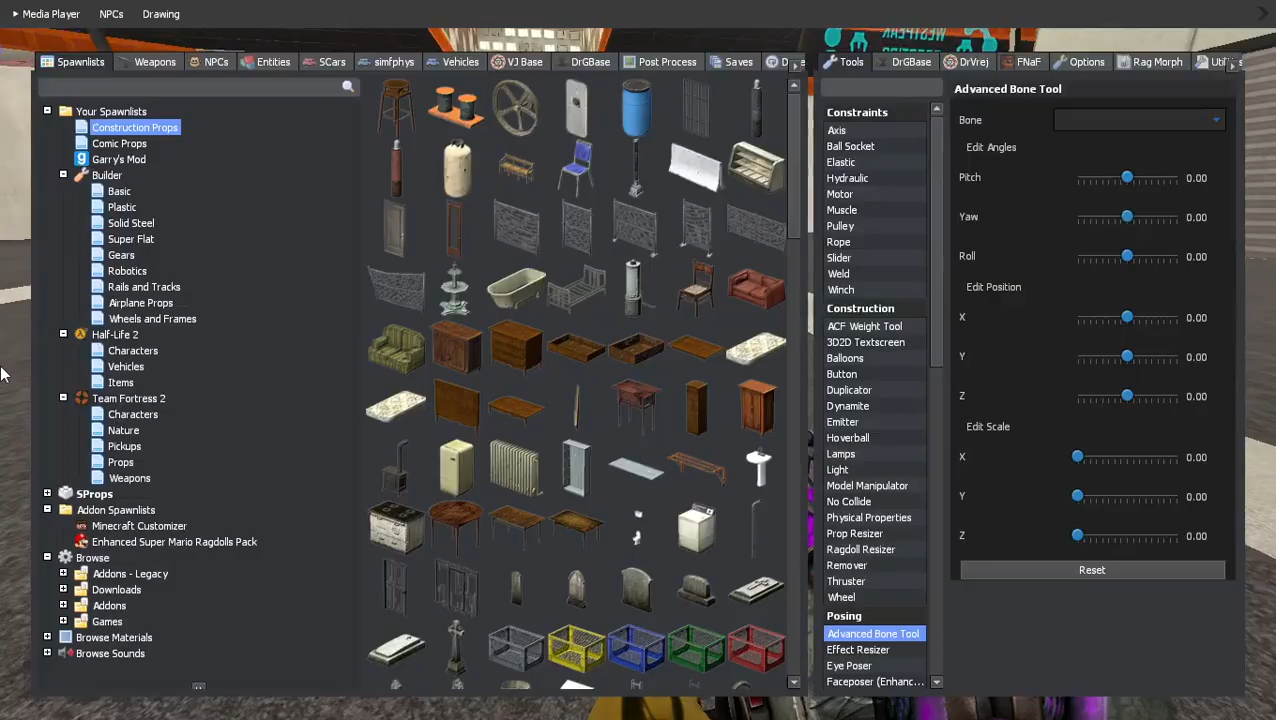 Media Player NPCs Drawing
Spawnlists Weapons NPCs Entities SCars simfphys Vehicles VJ Base DrGBase Post Process Saves
Tools DrGBase DrVrej FNaF Options Rag Morph
Your Spawnlists
Construction Props
Comic Props
Garry's Mod
Builder
Basic
Plastic
Solid Steel
Super Flat
Gears
Robotics
Rails and Tracks
Airplane Props
Wheels and Frames
Half-Life 2
Characters
Vehicles
Items
Team Fortress 2
Characters
Nature
Pickups
Props
Weapons
SProps
Addon Spawnlists
Minecraft Customizer
Enhanced Super Mario Ragdolls Pack
Browse
Addons - Legacy
Downloads
Addons
Games
Browse Materials
Browse Sounds
Constraints
Axis
Ball Socket
Elastic
Hydraulic
Motor
Muscle
Pulley
Rope
Slider
Weld
Winch
Construction
ACF Weight Tool
3D2D Textscreen
Balloons
Button
Duplicator
Dynamite
Emitter
Hoverball
Lamps
Light
Model Manipulator
No Collide
Physical Properties
Prop Resizer
Ragdoll Resizer
Remover
Thruster
Wheel
Posing
Advanced Bone Tool
Effect Resizer
Eye Poser
Faceposer (Enhanc...
Advanced Bone Tool
Bone
Edit Angles
Pitch 0.00
Yaw 0.00
Roll 0.00
Edit Position
X 0.00
Y 0.00
Z 0.00
Edit Scale
X 0.00
Y 0.00
Z 0.00
Reset